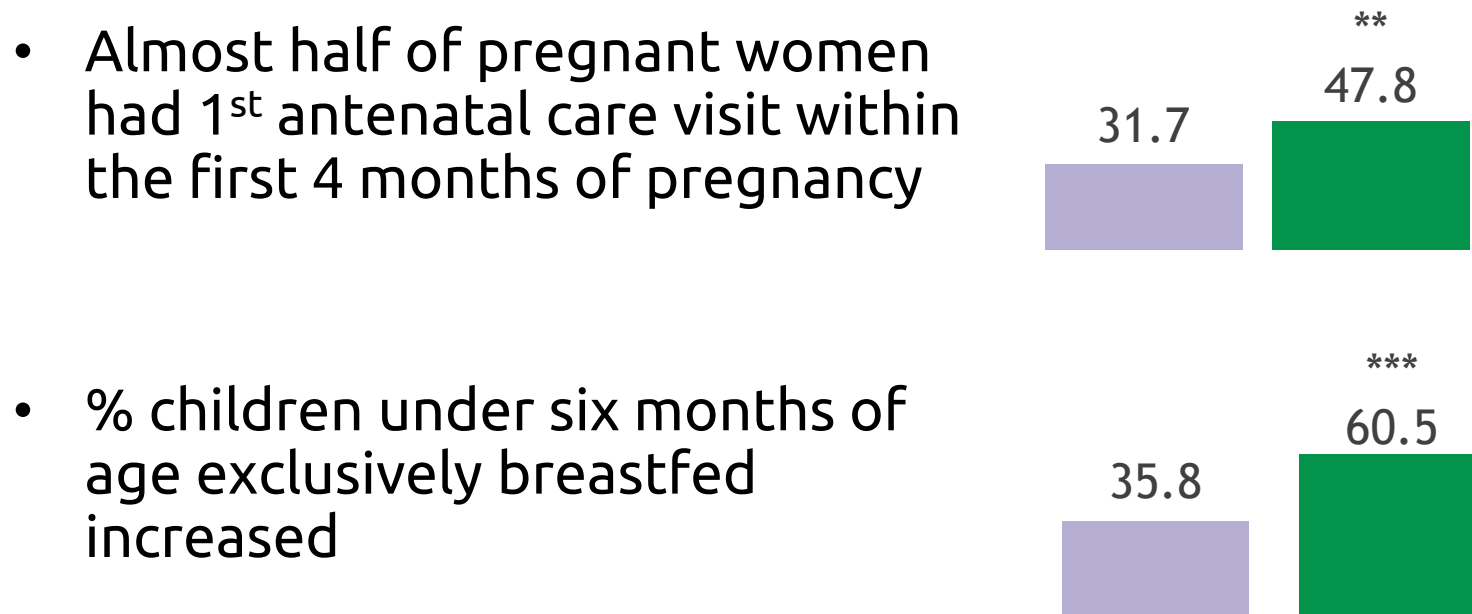 • Almost half of pregnant women
had 1st antenatal care visit within
the first 4 months of pregnancy
**
31.7
47.8
• % children under six months of
age exclusively breastfed
increased
***
35.8
60.5